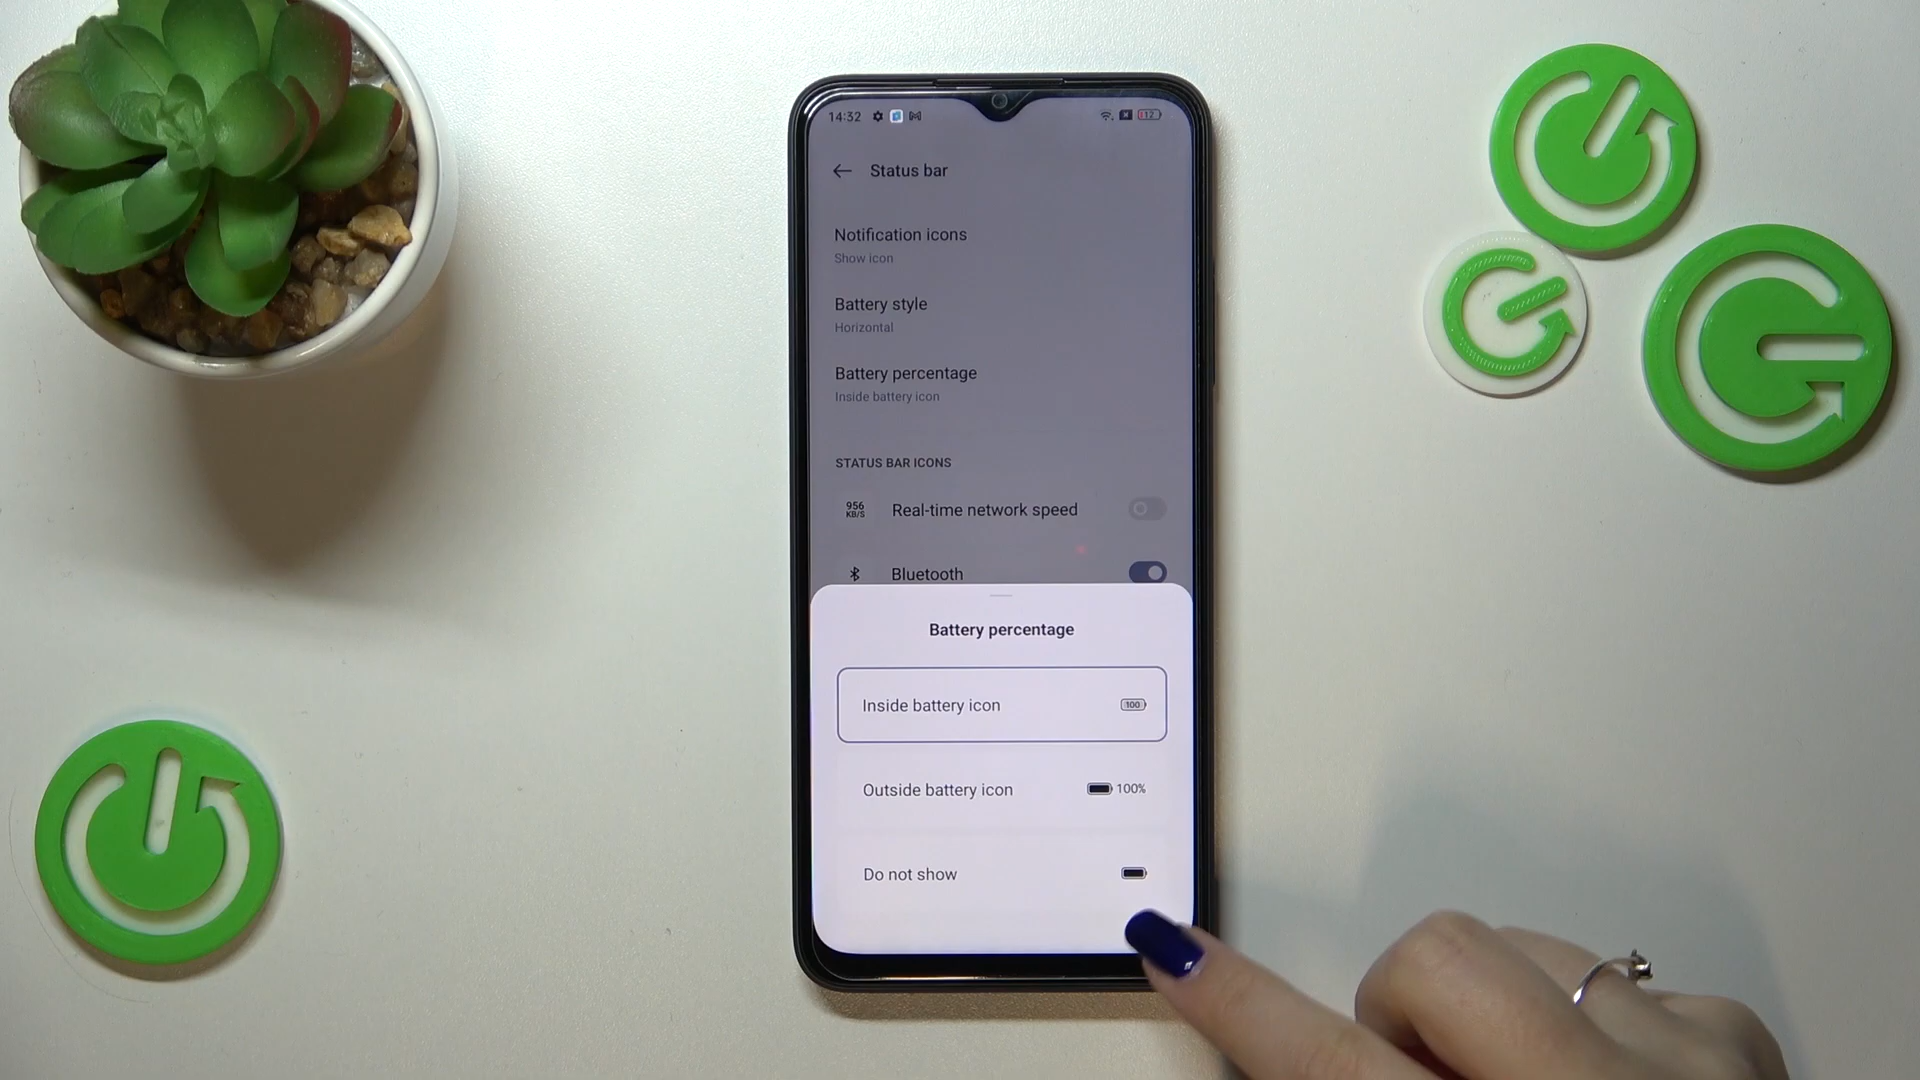 14:32
12
Status bar
Notification icons
Show icon
Battery style
Horizontal
Battery percentage
Inside battery icon
STATUS BAR ICONS
956
KB/S
Real-time network speed
Bluetooth
Battery percentage
Inside battery icon
100
Outside battery icon
100%
Do not show